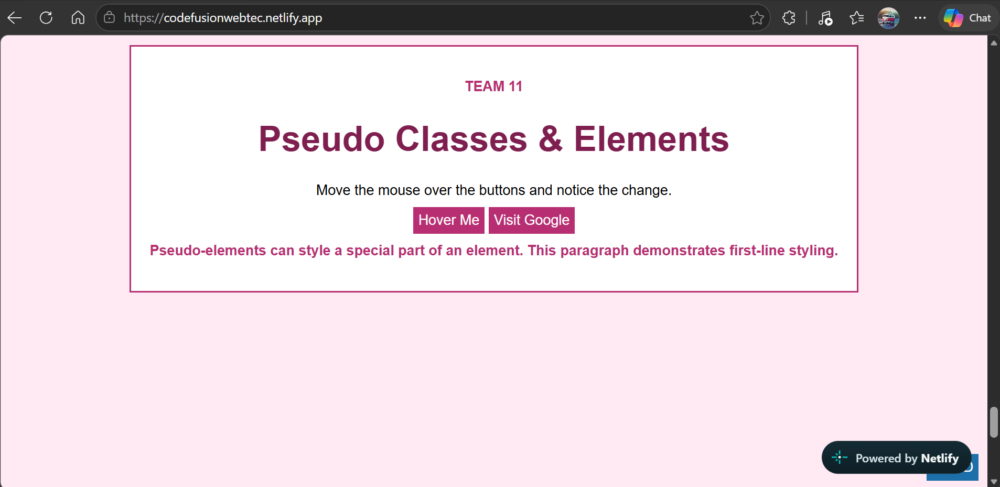 https://codefusionwebtec.netlify.app
Chat
TEAM 11
Pseudo Classes & Elements
Move the mouse over the buttons and notice the change.
Hover Me Visit Google
Pseudo-elements can style a special part of an element. This paragraph demonstrates first-line styling.
Powered by Netlify